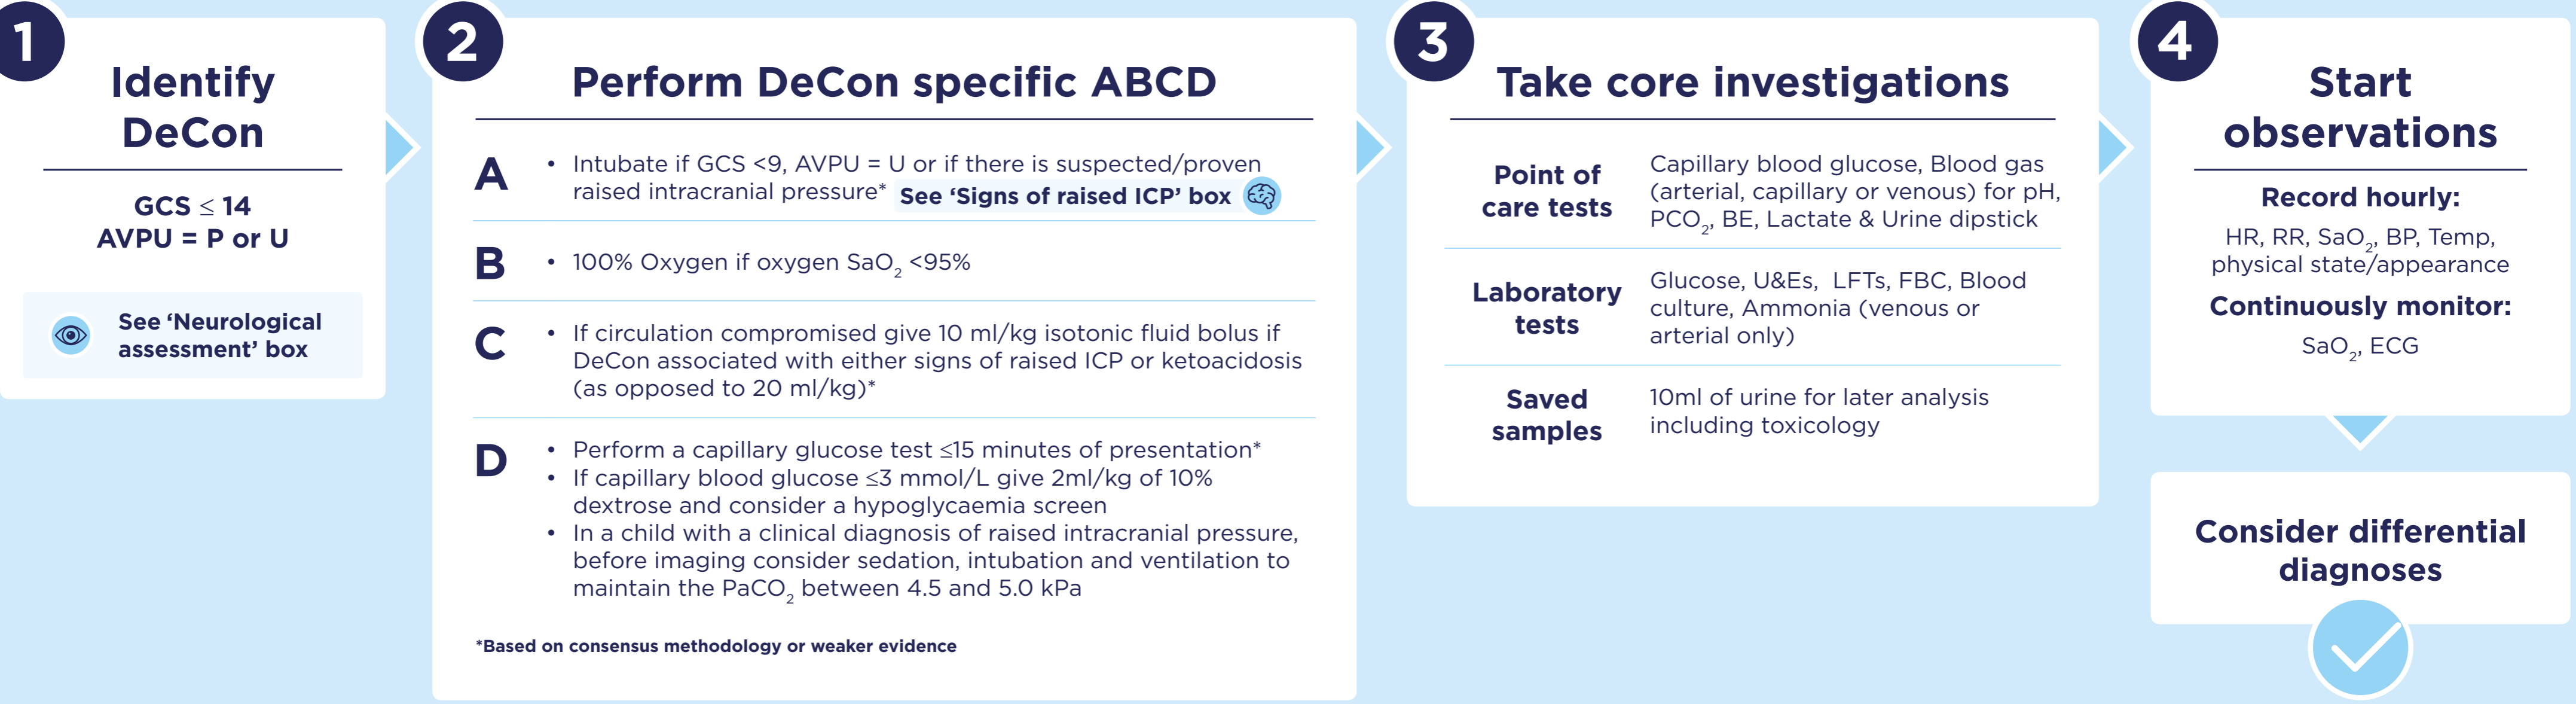 1
Identify
DeCon
GCS ≤ 14
AVPU = P or U
See ‘Neurological
assessment’ box
2
Perform DeCon specific ABCD
A
• Intubate if GCS <9, AVPU = U or if there is suspected/proven
raised intracranial pressure* See ‘Signs of raised ICP’ box
B
• 100% Oxygen if oxygen SaO₂ <95%
C
• If circulation compromised give 10 ml/kg isotonic fluid bolus if
DeCon associated with either signs of raised ICP or ketoacidosis
(as opposed to 20 ml/kg)*
D
• Perform a capillary glucose test ≤15 minutes of presentation*
• If capillary blood glucose ≤3 mmol/L give 2ml/kg of 10%
dextrose and consider a hypoglycaemia screen
• In a child with a clinical diagnosis of raised intracranial pressure,
before imaging consider sedation, intubation and ventilation to
maintain the PaCO₂ between 4.5 and 5.0 kPa
*Based on consensus methodology or weaker evidence
3
Take core investigations
Point of
care tests
Capillary blood glucose, Blood gas
(arterial, capillary or venous) for pH,
PCO₂, BE, Lactate & Urine dipstick
Laboratory
tests
Glucose, U&Es, LFTs, FBC, Blood
culture, Ammonia (venous or
arterial only)
Saved
samples
10ml of urine for later analysis
including toxicology
4
Start
observations
Record hourly:
HR, RR, SaO₂, BP, Temp,
physical state/appearance
Continuously monitor:
SaO₂, ECG
Consider differential
diagnoses